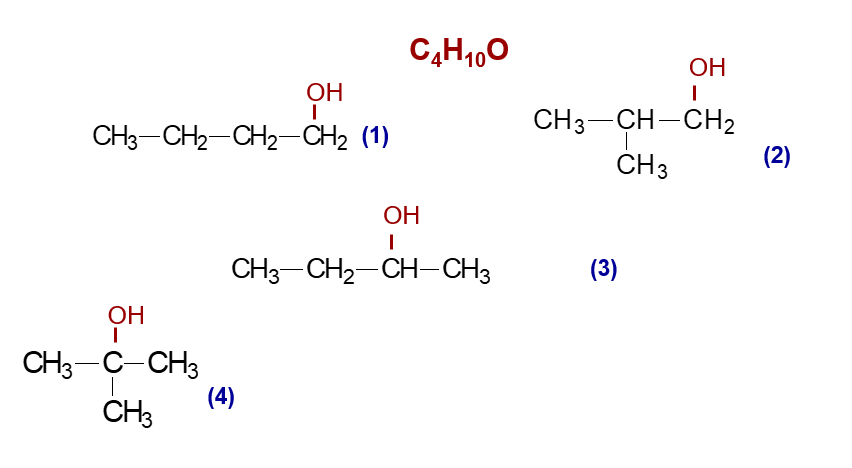 C₄H₁₀O
OH
CH₃—CH₂—CH₂—CH₂ (1)
OH
CH₃—CH—CH₂
CH₃
(2)
OH
CH₃—CH₂—CH—CH₃ (3)
OH
CH₃—C—CH₃
CH₃
(4)